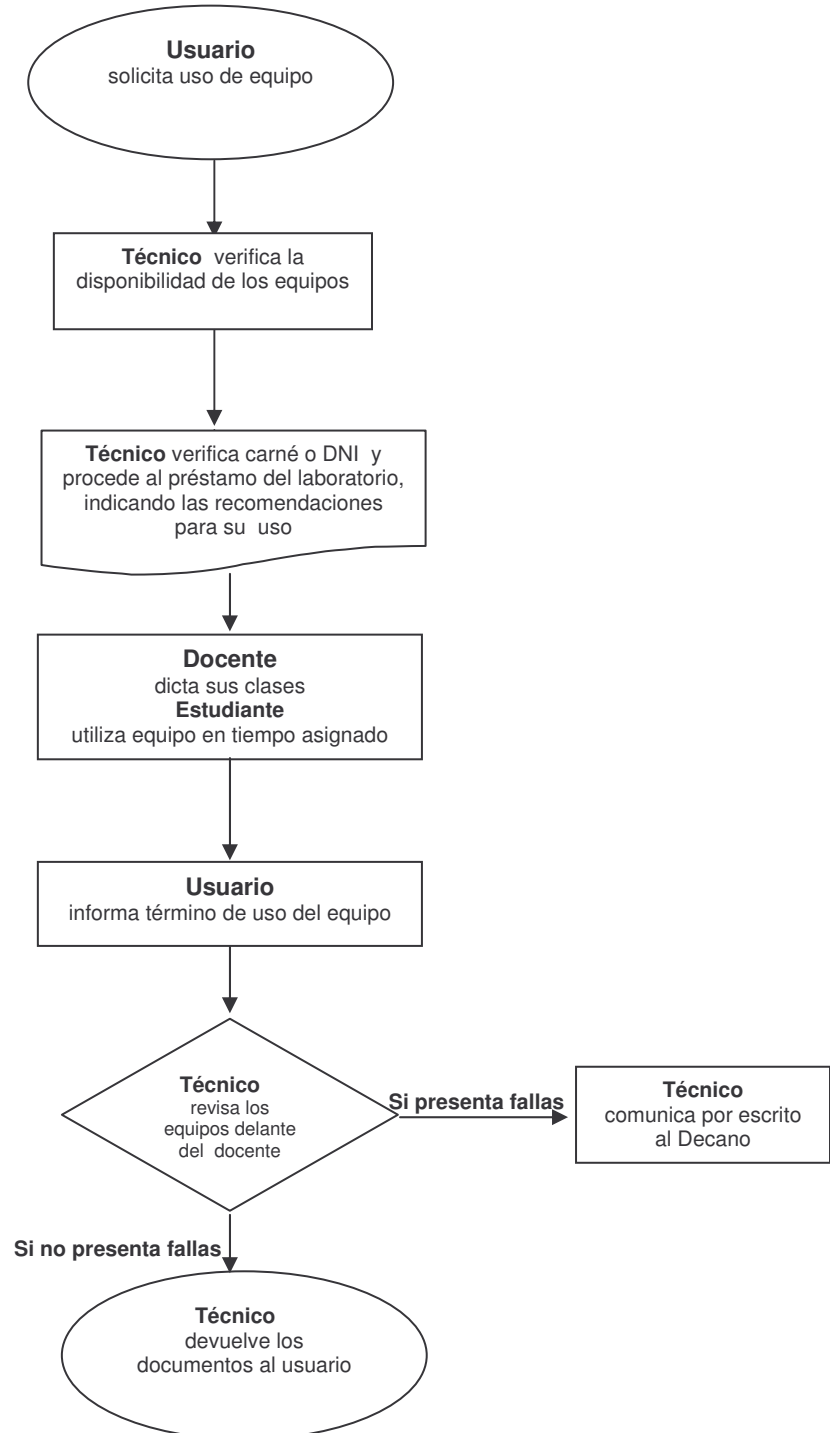 Usuario
solicita uso de equipo
Técnico verifica la
disponibilidad de los equipos
Técnico verifica carné o DNI y
procede al préstamo del laboratorio,
indicando las recomendaciones
para su uso
Docente
dicta sus clases
Estudiante
utiliza equipo en tiempo asignado
Usuario
informa término de uso del equipo
Técnico
revisa los
equipos delante
del docente
Si presenta fallas
Técnico
comunica por escrito
al Decano
Si no presenta fallas
Técnico
devuelve los
documentos al usuario